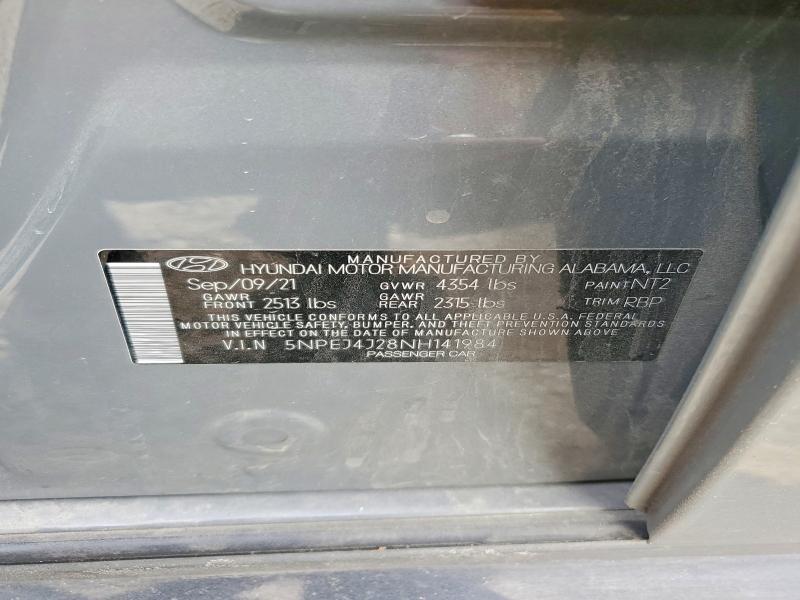 MANUFACTURED BY
HYUNDAI MOTOR MANUFACTURING ALABAMA, LLC
Sep/09/21 GVWR 4354 lbs PAINT NT2
GAWR FRONT 2513 lbs GAWR REAR 2315 lbs TRIM RBP
THIS VEHICLE CONFORMS TO ALL APPLICABLE U.S.A. FEDERAL
MOTOR VEHICLE SAFETY, BUMPER, AND THEFT PREVENTION STANDARDS
IN EFFECT ON THE DATE OF MANUFACTURE SHOWN ABOVE
V.I.N 5NPEJ4J28NH141984
PASSENGER CAR